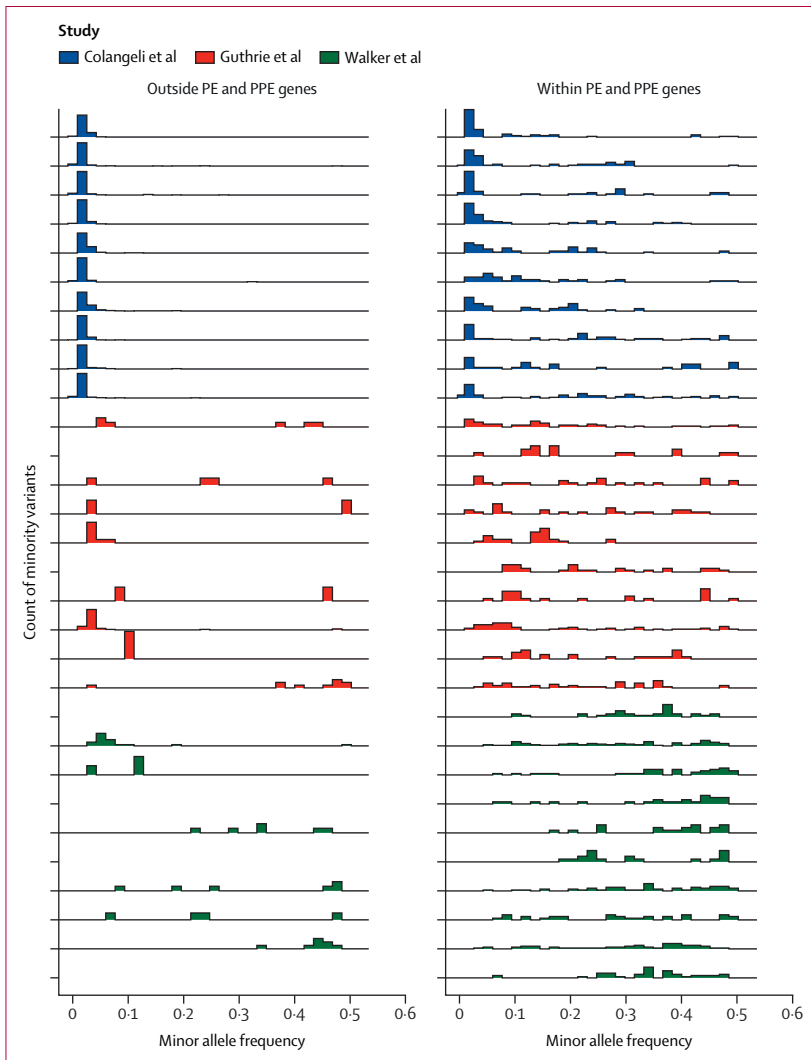 Study
Colangeli et al Guthrie et al Walker et al
Outside PE and PPE genes
Within PE and PPE genes
Count of minority variants
0 0·1 0·2 0·3 0·4 0·5 0·6
0 0·1 0·2 0·3 0·4 0·5 0·6
Minor allele frequency
Minor allele frequency